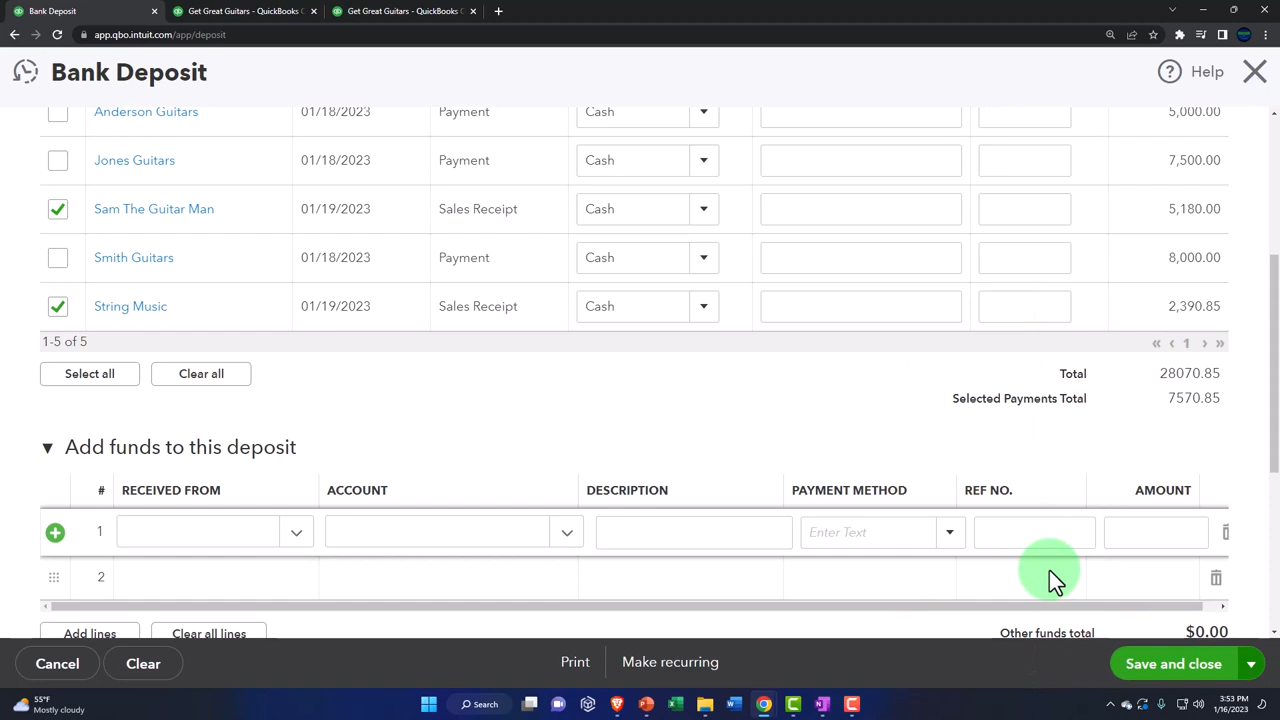 Bank Deposit
Get Great Guitars - QuickBooks
Get Great Guitars - QuickBooks C
app.qbo.intuit.com/app/deposit
Bank Deposit
Help
Anderson Guitars 01/18/2023 Payment Cash 5,000.00
Jones Guitars 01/18/2023 Payment Cash 7,500.00
Sam The Guitar Man 01/19/2023 Sales Receipt Cash 5,180.00
Smith Guitars 01/18/2023 Payment Cash 8,000.00
String Music 01/19/2023 Sales Receipt Cash 2,390.85
1-5 of 5 « ‹ 1 › »
Select all Clear all Total 28070.85
Selected Payments Total 7570.85
Add funds to this deposit
# RECEIVED FROM ACCOUNT DESCRIPTION PAYMENT METHOD REF NO. AMOUNT
1 Enter Text
2
Add lines Clear all lines Other funds total $0.00
Cancel Clear Print Make recurring Save and close
55°F
Mostly cloudy
Search
3:53 PM
1/16/2023